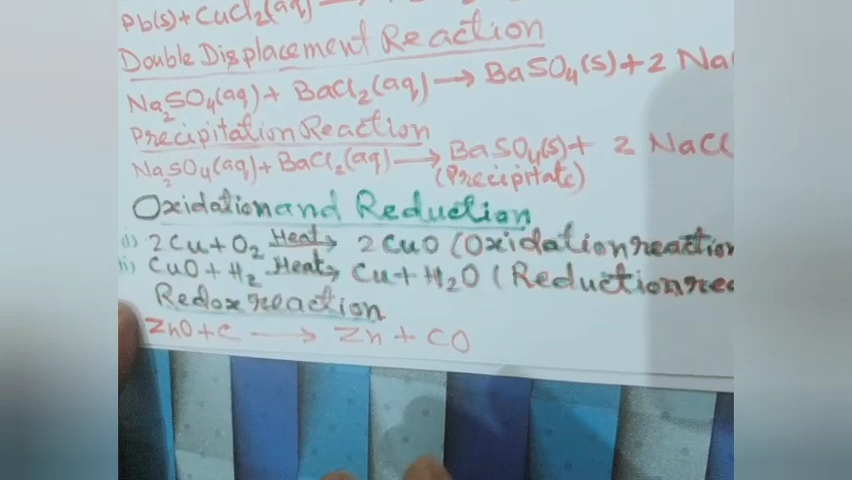 Pb(s)+CuCl₂(aq)
Double Displacement Reaction
Na₂SO₄(aq)+ BaCl₂(aq)→ BaSO₄(s)+2 Na
Precipitation Reaction
Na₂SO₄(aq)+BaCl₂(aq)→BaSO₄(s)+ 2 NaCl
(Precipitate)
Oxidation and Reduction
i) 2Cu+O₂ Heat→ 2CuO (Oxidation reaction
ii) CuO+H₂ Heat→ Cu+H₂O (Reduction rea
Redox reaction
ZnO+C → Zn + CO